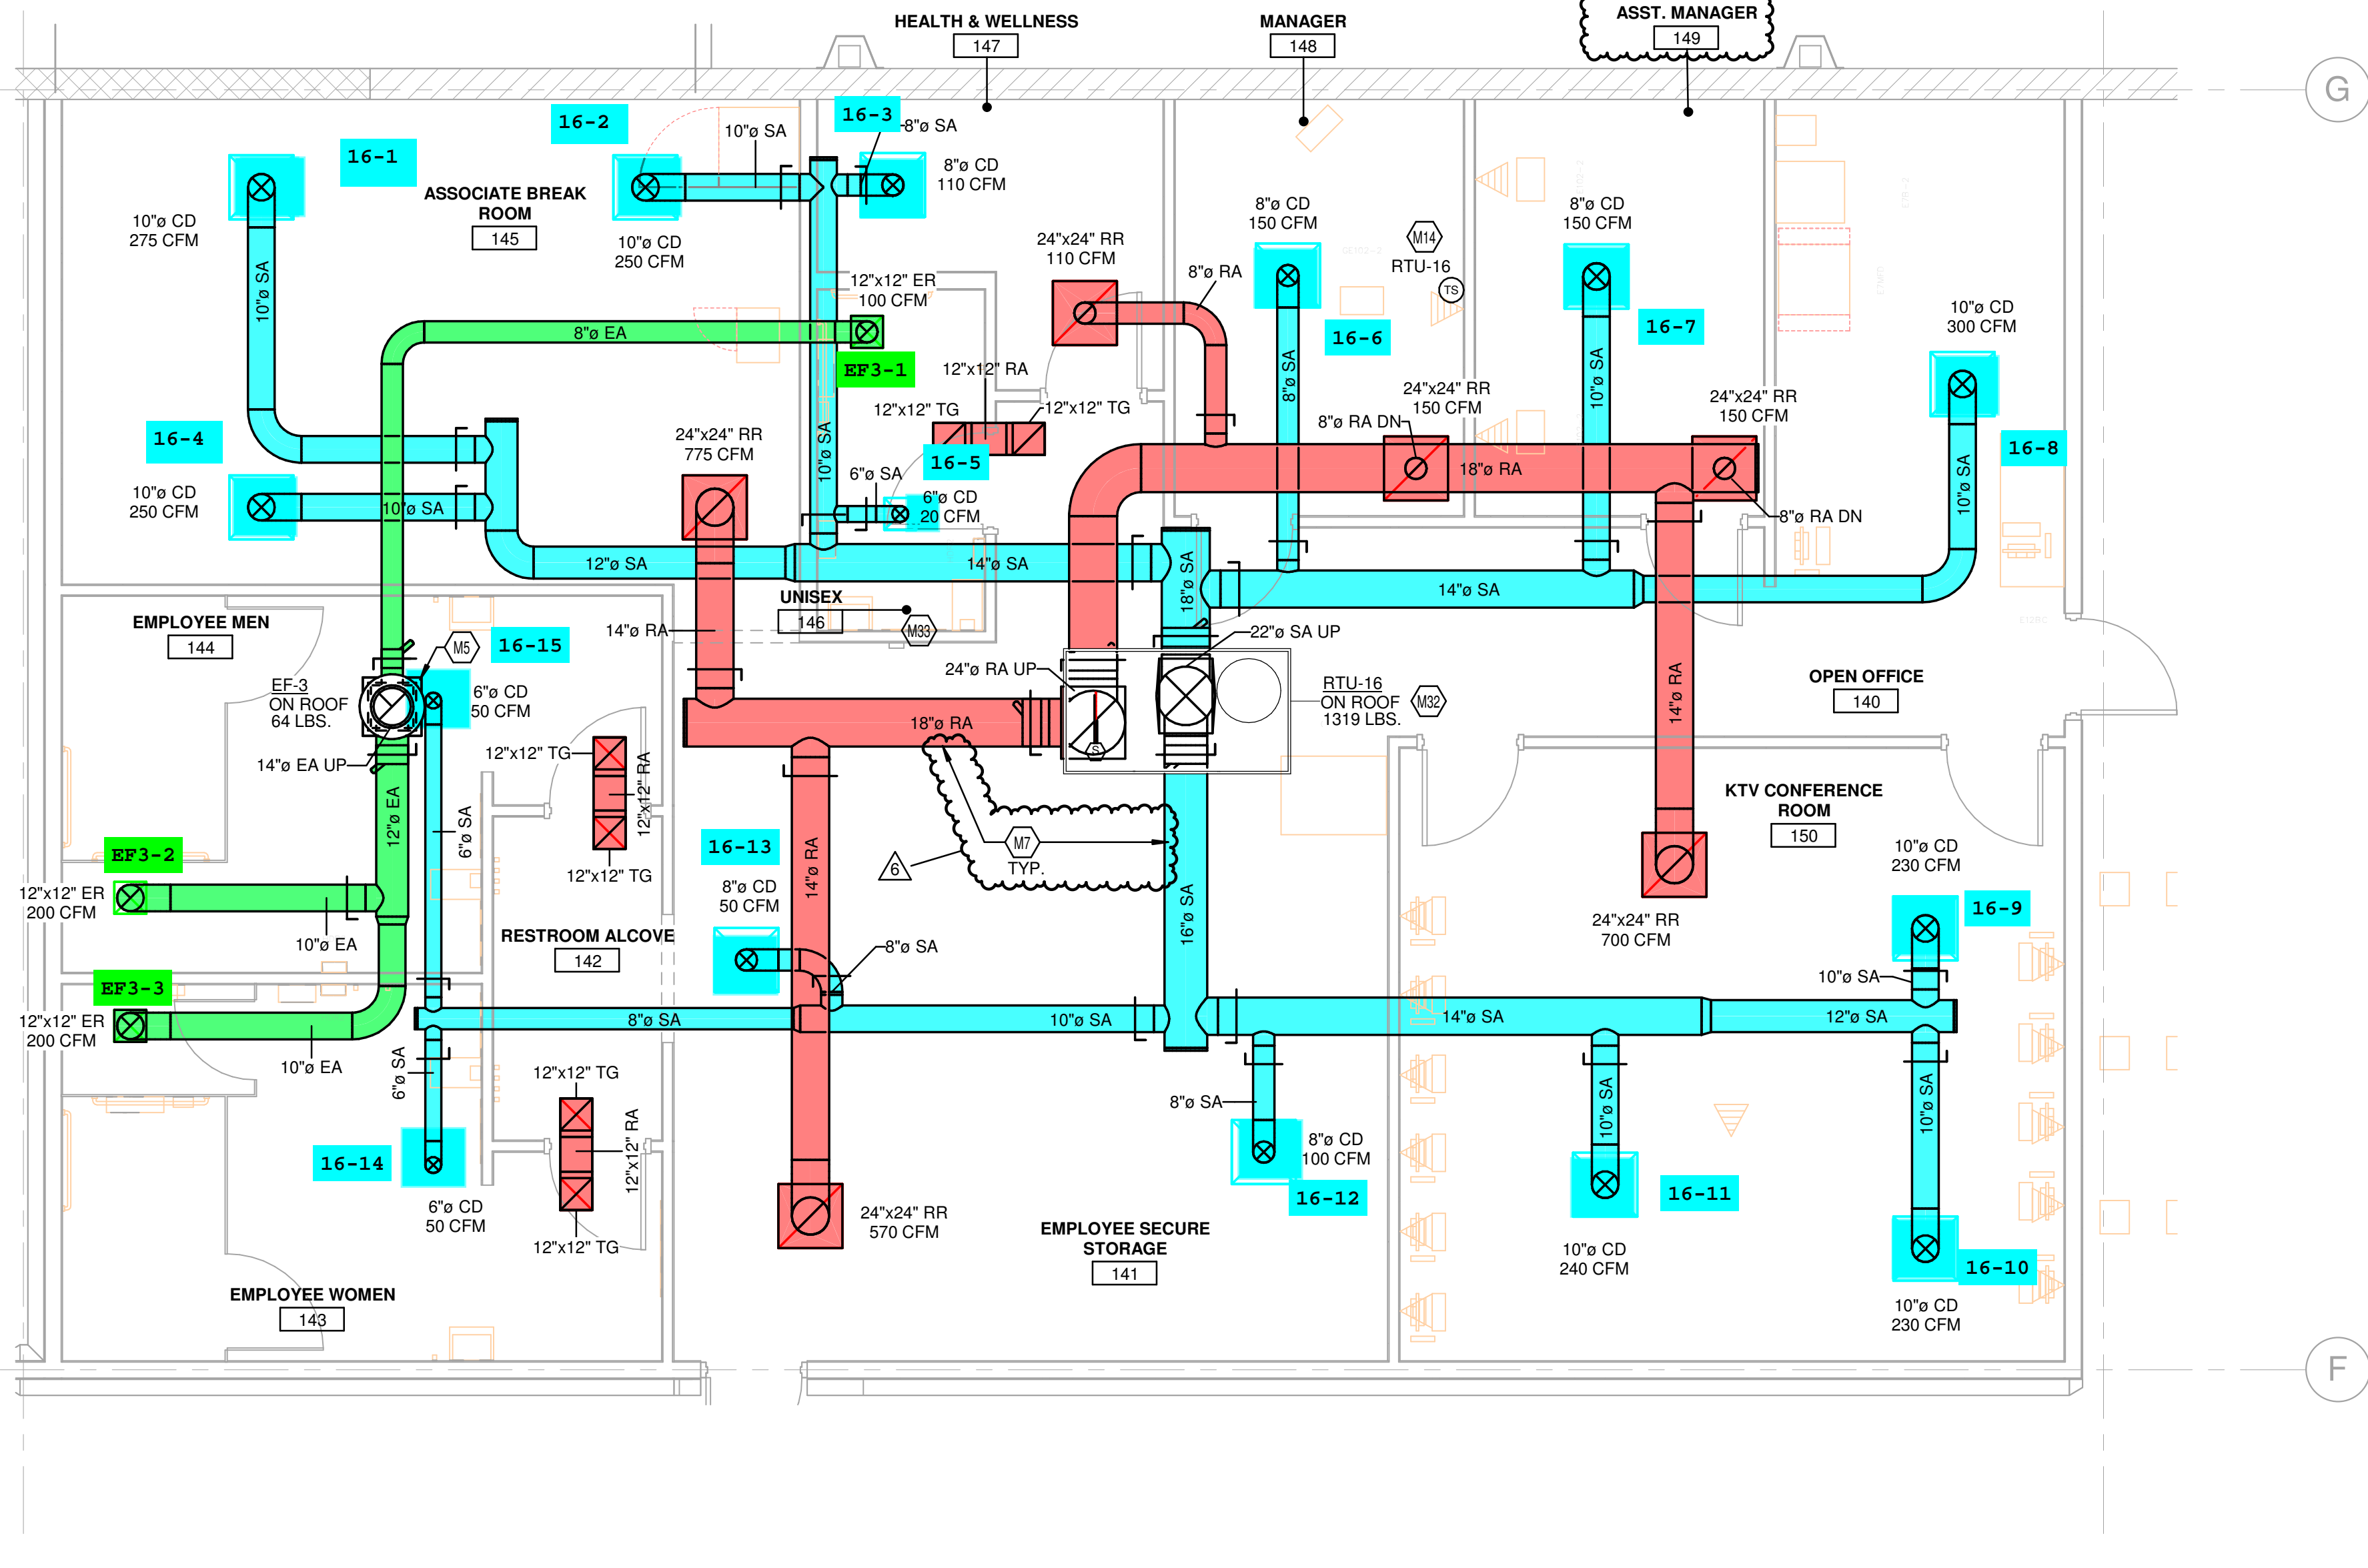 HEALTH & WELLNESS
147
MANAGER
148
ASST. MANAGER
149
G
16-1
16-2
16-3
10"ø SA
8"ø SA
8"ø CD
110 CFM
ASSOCIATE BREAK
ROOM
145
10"ø CD
275 CFM
10"ø CD
250 CFM
10"ø SA
24"x24" RR
110 CFM
8"ø RA
8"ø CD
150 CFM
M14
RTU-16
TS
8"ø CD
150 CFM
16-6
16-7
10"ø CD
300 CFM
12"x12" ER
100 CFM
8"ø EA
EF3-1
12"x12" RA
12"x12" TG
12"x12" TG
8"ø SA
10"ø SA
24"x24" RR
150 CFM
8"ø RA DN
24"x24" RR
150 CFM
16-4
24"x24" RR
775 CFM
10"ø SA
16-5
18"ø RA
16-8
10"ø CD
250 CFM
10"ø SA
6"ø SA
6"ø CD
20 CFM
8"ø RA DN
10"ø SA
12"ø SA
14"ø SA
18"ø SA
14"ø SA
UNISEX
146
M33
EMPLOYEE MEN
144
M5
16-15
14"ø RA
22"ø SA UP
24"ø RA UP
EF-3
ON ROOF
64 LBS.
6"ø CD
50 CFM
RTU-16
ON ROOF
1319 LBS.
M32
S
OPEN OFFICE
140
14"ø RA
18"ø RA
14"ø EA UP
12"x12" TG
12"x12" RA
12"x12" TG
12"ø EA
6"ø SA
KTV CONFERENCE
ROOM
150
M7
TYP.
6
16-13
8"ø CD
50 CFM
14"ø RA
16"ø SA
EF3-2
12"x12" ER
200 CFM
10"ø EA
10"ø CD
230 CFM
16-9
24"x24" RR
700 CFM
RESTROOM ALCOVE
142
8"ø SA
10"ø SA
EF3-3
12"x12" ER
200 CFM
10"ø EA
8"ø SA
10"ø SA
14"ø SA
12"ø SA
6"ø SA
12"x12" TG
12"x12" RA
12"x12" TG
8"ø SA
10"ø SA
10"ø SA
16-14
6"ø CD
50 CFM
8"ø CD
100 CFM
16-12
16-11
10"ø CD
240 CFM
16-10
10"ø CD
230 CFM
24"x24" RR
570 CFM
EMPLOYEE SECURE
STORAGE
141
EMPLOYEE WOMEN
143
F